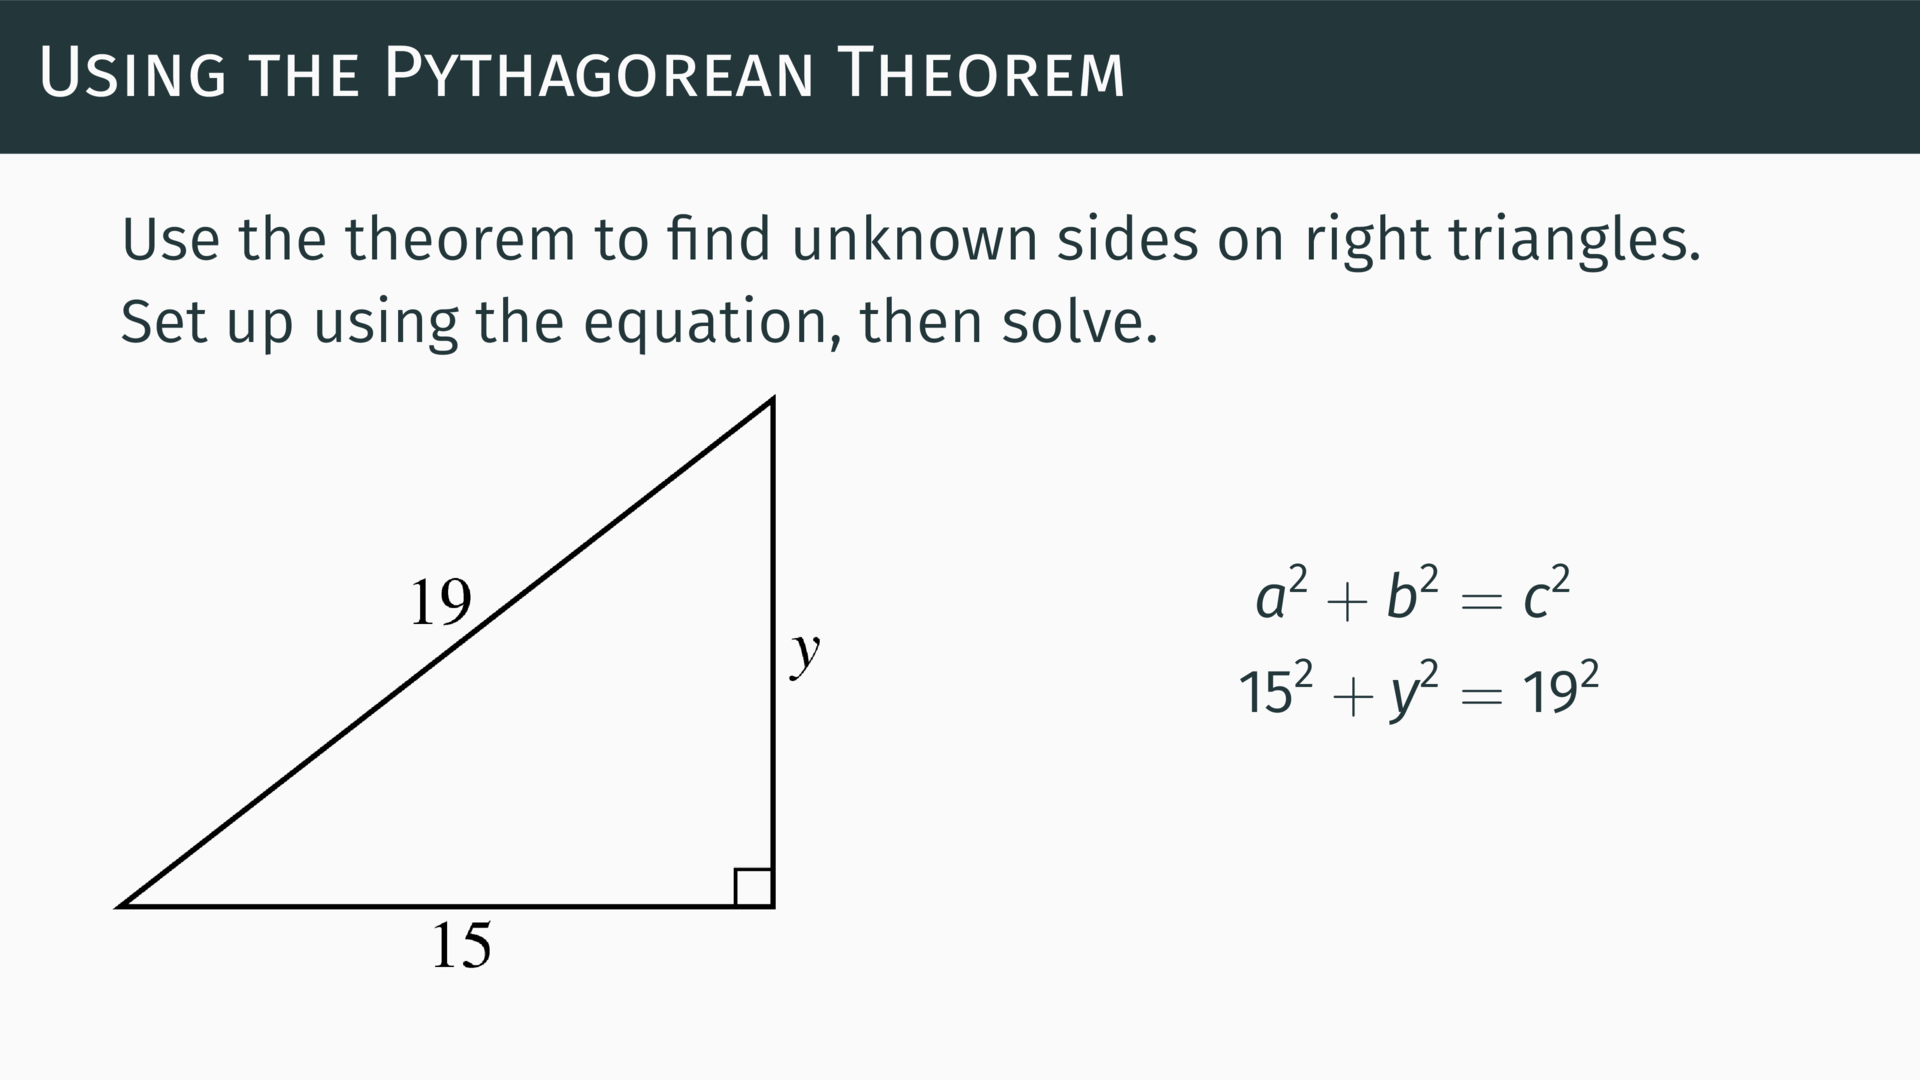 Using the Pythagorean Theorem
Use the theorem to find unknown sides on right triangles.
Set up using the equation, then solve.
19
y
15
a² + b² = c²
15² + y² = 19²